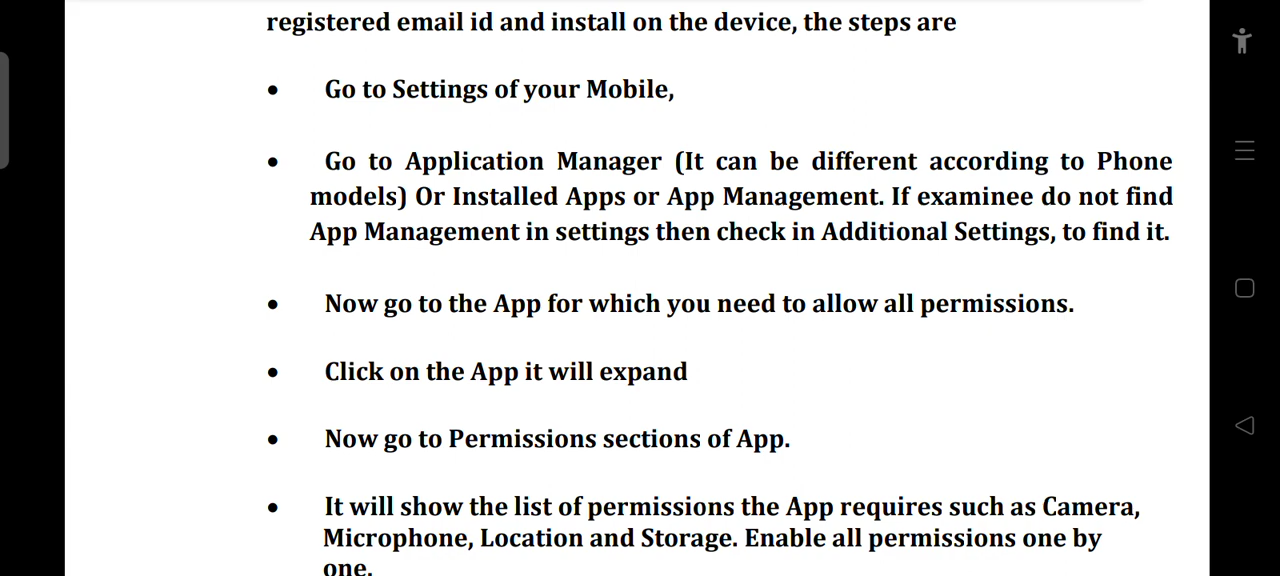 registered email id and install on the device, the steps are
• Go to Settings of your Mobile,
• Go to Application Manager (It can be different according to Phone
models) Or Installed Apps or App Management. If examinee do not find
App Management in settings then check in Additional Settings, to find it.
• Now go to the App for which you need to allow all permissions.
• Click on the App it will expand
• Now go to Permissions sections of App.
• It will show the list of permissions the App requires such as Camera,
Microphone, Location and Storage. Enable all permissions one by
one.